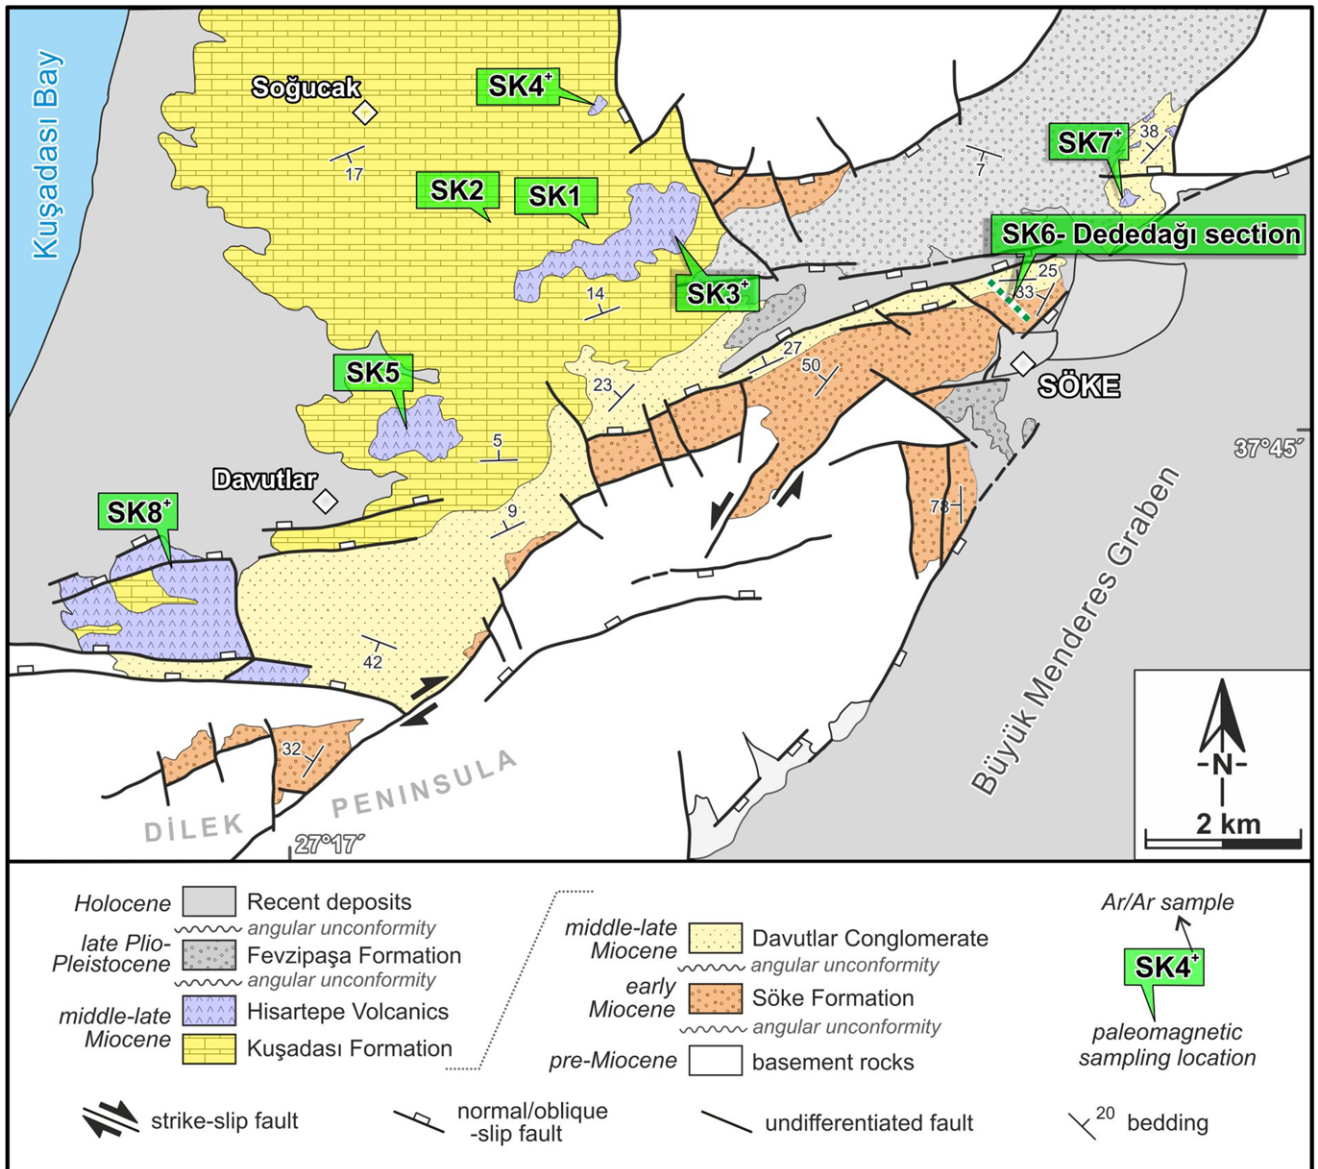 Kuşadası Bay
Soğucak
17
SK4+
SK2
SK1
SK3+
14
SK7+
38
7
SK6- Dededağı section
25
33
SÖKE
27
50
23
SK5
5
Davutlar
9
SK8+
42
32
78
37°45´
Büyük Menderes Graben
DİLEK PENINSULA
27°17´
-N-
2 km
Holocene
Recent deposits
angular unconformity
late Plio-
Pleistocene
Fevzipaşa Formation
angular unconformity
middle-late
Miocene
Hisartepe Volcanics
Kuşadası Formation
middle-late
Miocene
Davutlar Conglomerate
angular unconformity
early
Miocene
Söke Formation
angular unconformity
pre-Miocene
basement rocks
Ar/Ar sample
SK4+
paleomagnetic
sampling location
strike-slip fault
normal/oblique
-slip fault
undifferentiated fault
20
bedding